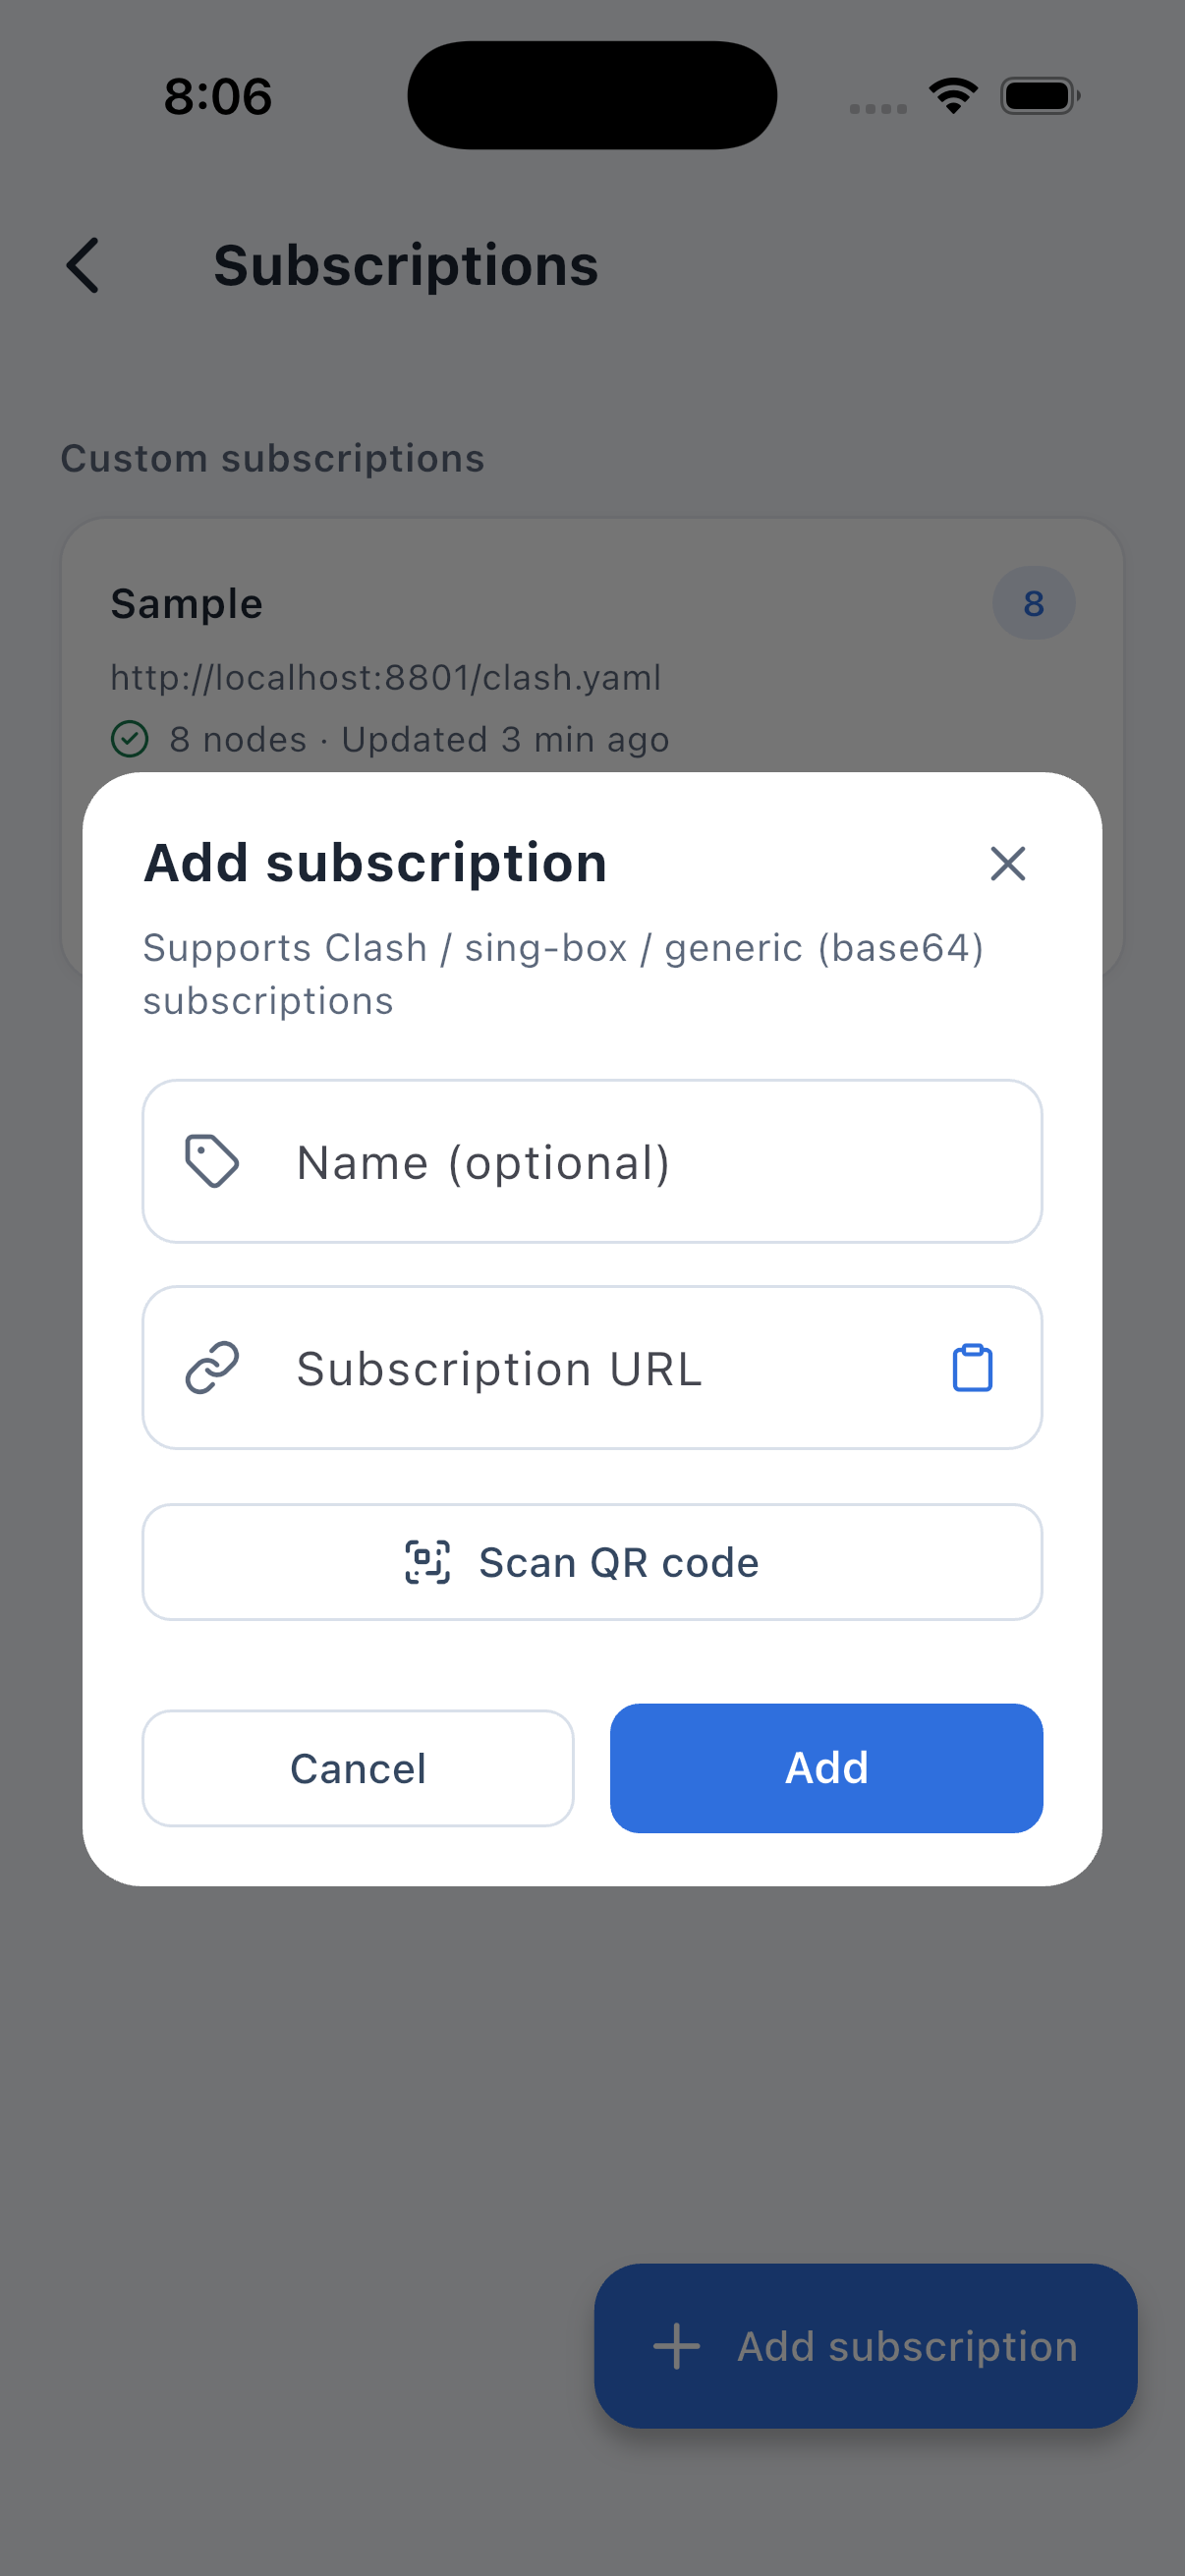 8:06
Subscriptions
Custom subscriptions
Sample
8
http://localhost:8801/clash.yaml
8 nodes · Updated 3 min ago
Add subscription
Supports Clash / sing-box / generic (base64)
subscriptions
Name (optional)
Subscription URL
Scan QR code
Cancel
Add
Add subscription